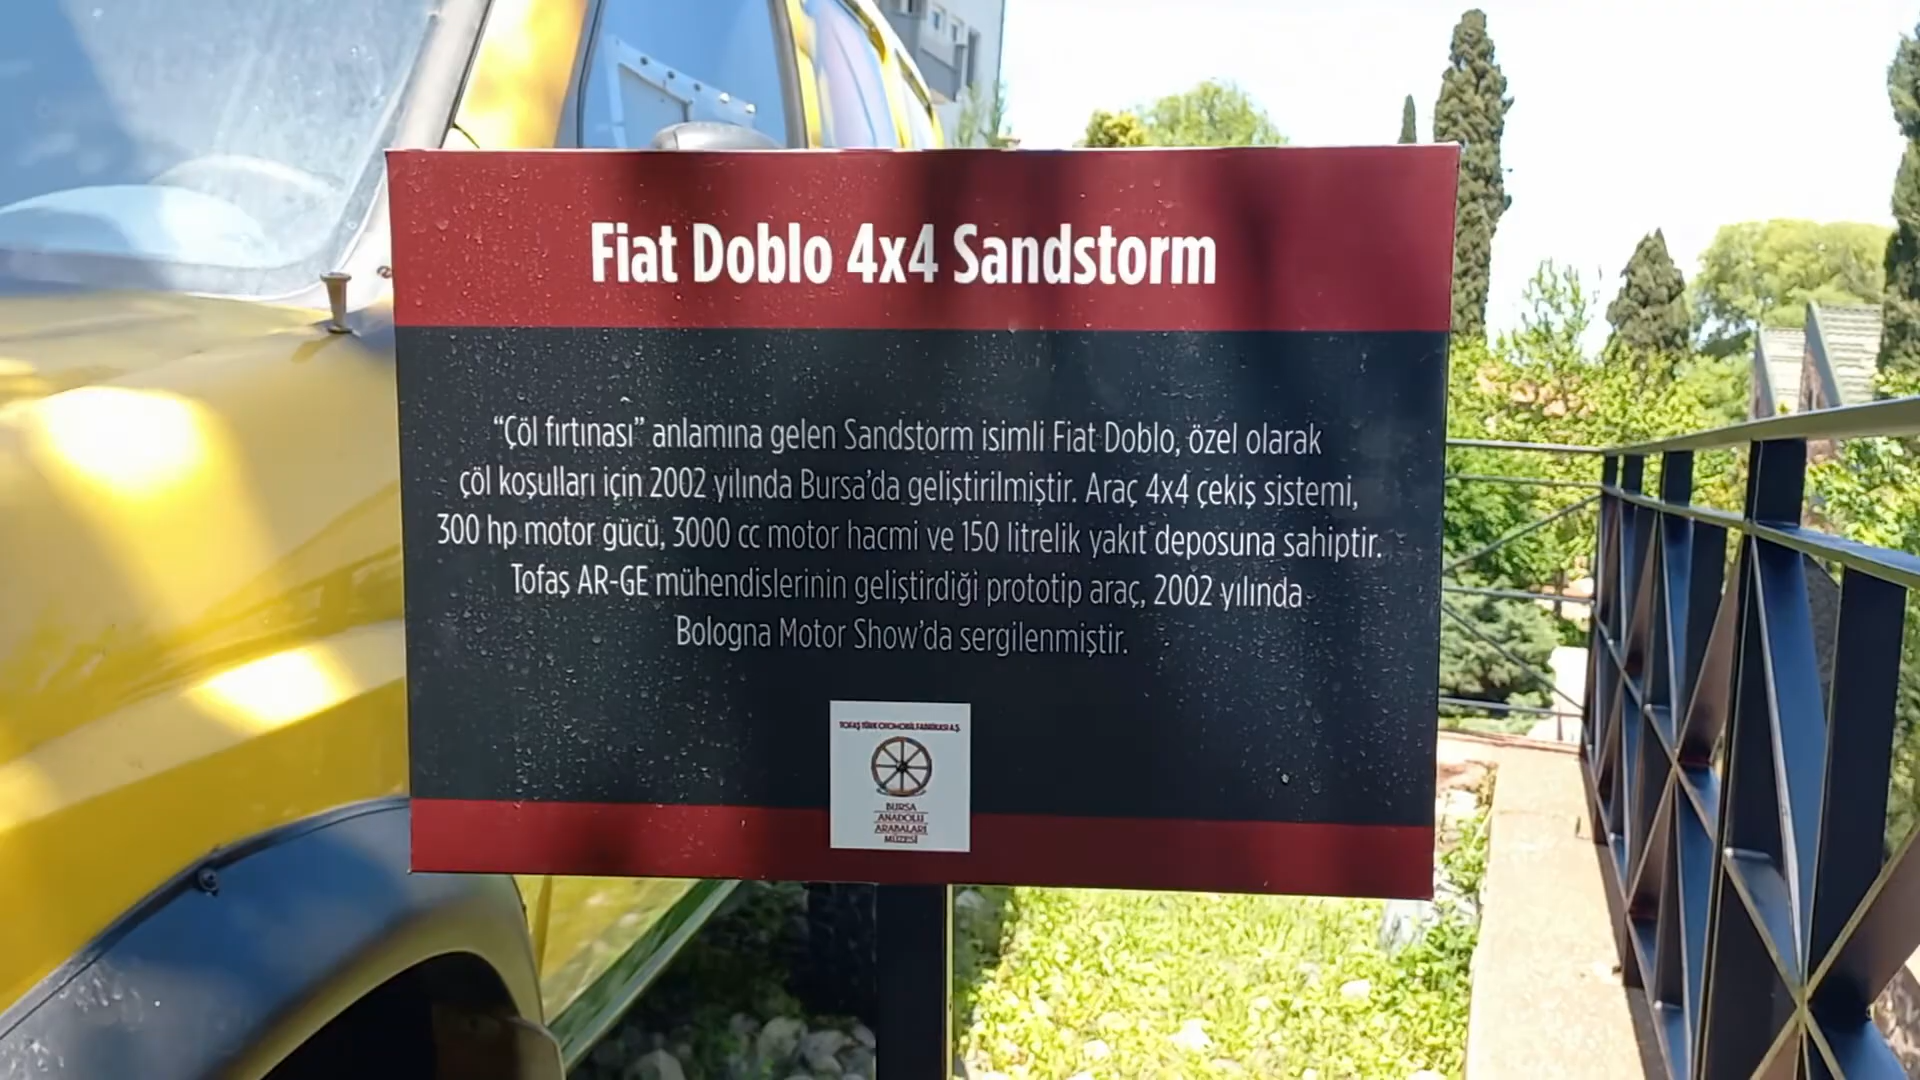 Fiat Doblo 4x4 Sandstorm
“Çöl fırtınası” anlamına gelen Sandstorm isimli Fiat Doblo, özel olarak
çöl koşulları için 2002 yılında Bursa’da geliştirilmiştir. Araç 4x4 çekiş sistemi,
300 hp motor gücü, 3000 cc motor hacmi ve 150 litrelik yakıt deposuna sahiptir.
Tofaş AR-GE mühendislerinin geliştirdiği prototip araç, 2002 yılında
Bologna Motor Show’da sergilenmiştir.
TOFAŞ TÜRK OTOMOBİL FABRİKASI A.Ş.
BURSA
ANADOLU
ARABALARI
MÜZESİ